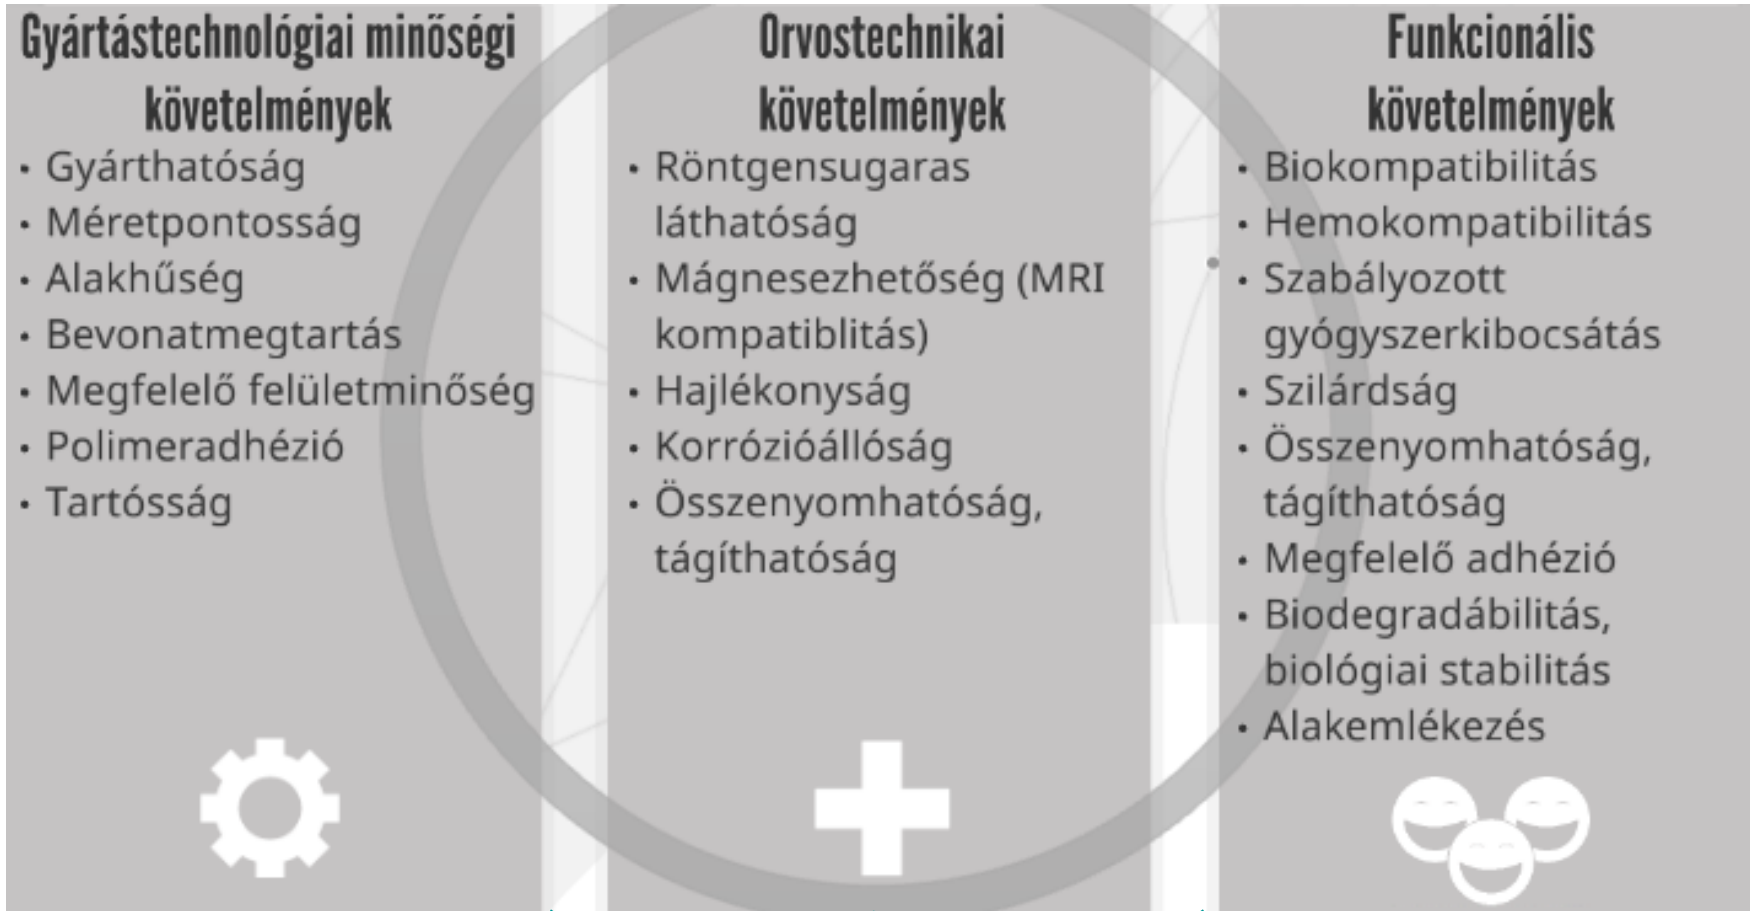 Gyártástechnológiai minőségi
követelmények
· Gyárthatóság
· Méretpontosság
· Alakhűség
· Bevonatmegtartás
· Megfelelő felületminőség
· Polimeradhézió
· Tartósság
Orvostechnikai
követelmények
· Röntgensugaras
láthatóság
· Mágnesezhetőség (MRI
kompatiblitás)
· Hajlékonyság
· Korrózióállóság
· Összenyomhatóság,
tágíthatóság
Funkcionális
követelmények
· Biokompatibilitás
· Hemokompatibilitás
· Szabályozott
gyógyszerkibocsátás
· Szilárdság
· Összenyomhatóság,
tágíthatóság
· Megfelelő adhézió
· Biodegradábilitás,
biológiai stabilitás
· Alakemlékezés